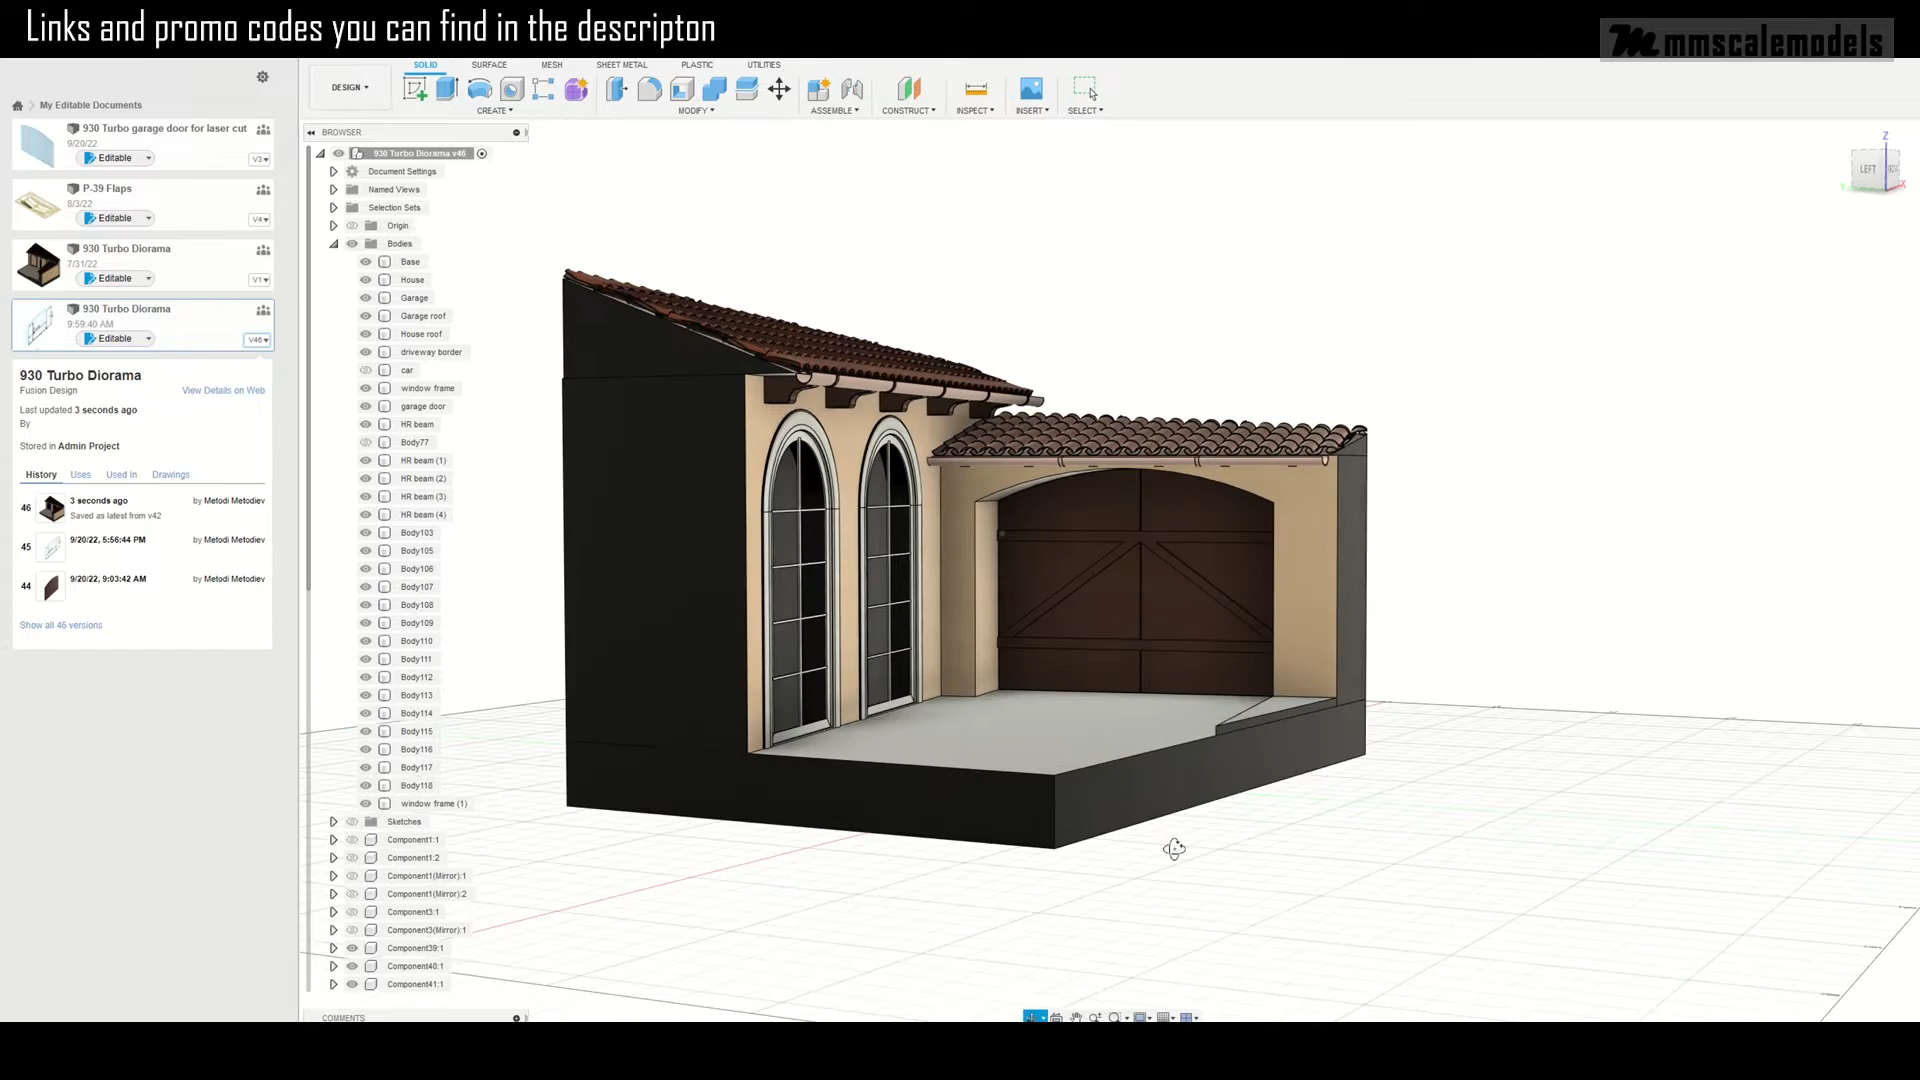 Links and promo codes you can find in the descripton
mmscalemodels
My Editable Documents
930 Turbo garage door for laser cut
9/20/22
Editable
V3
P-39 Flaps
8/3/22
Editable
V4
930 Turbo Diorama
7/31/22
Editable
V1
930 Turbo Diorama
9:59:40 AM
Editable
V46
930 Turbo Diorama
Fusion Design
View Details on Web
Last updated 3 seconds ago
By
Stored in Admin Project
History Uses Used In Drawings
46 3 seconds ago by Metodi Metodiev
Saved as latest from v42
45 9/20/22, 5:56:44 PM by Metodi Metodiev
44 9/20/22, 9:03:42 AM by Metodi Metodiev
Show all 46 versions
DESIGN
SOLID SURFACE MESH SHEET METAL PLASTIC UTILITIES
CREATE MODIFY ASSEMBLE CONSTRUCT INSPECT INSERT SELECT
BROWSER
930 Turbo Diorama v46
Document Settings
Named Views
Selection Sets
Origin
Bodies
Base
House
Garage
Garage roof
House roof
driveway border
car
window frame
garage door
HR beam
Body77
HR beam (1)
HR beam (2)
HR beam (3)
HR beam (4)
Body103
Body105
Body106
Body107
Body108
Body109
Body110
Body111
Body112
Body113
Body114
Body115
Body116
Body117
Body118
window frame (1)
Sketches
Component1:1
Component1:2
Component1(Mirror):1
Component1(Mirror):2
Component3:1
Component3(Mirror):1
Component39:1
Component40:1
Component41:1
COMMENTS
Z
LEFT
X